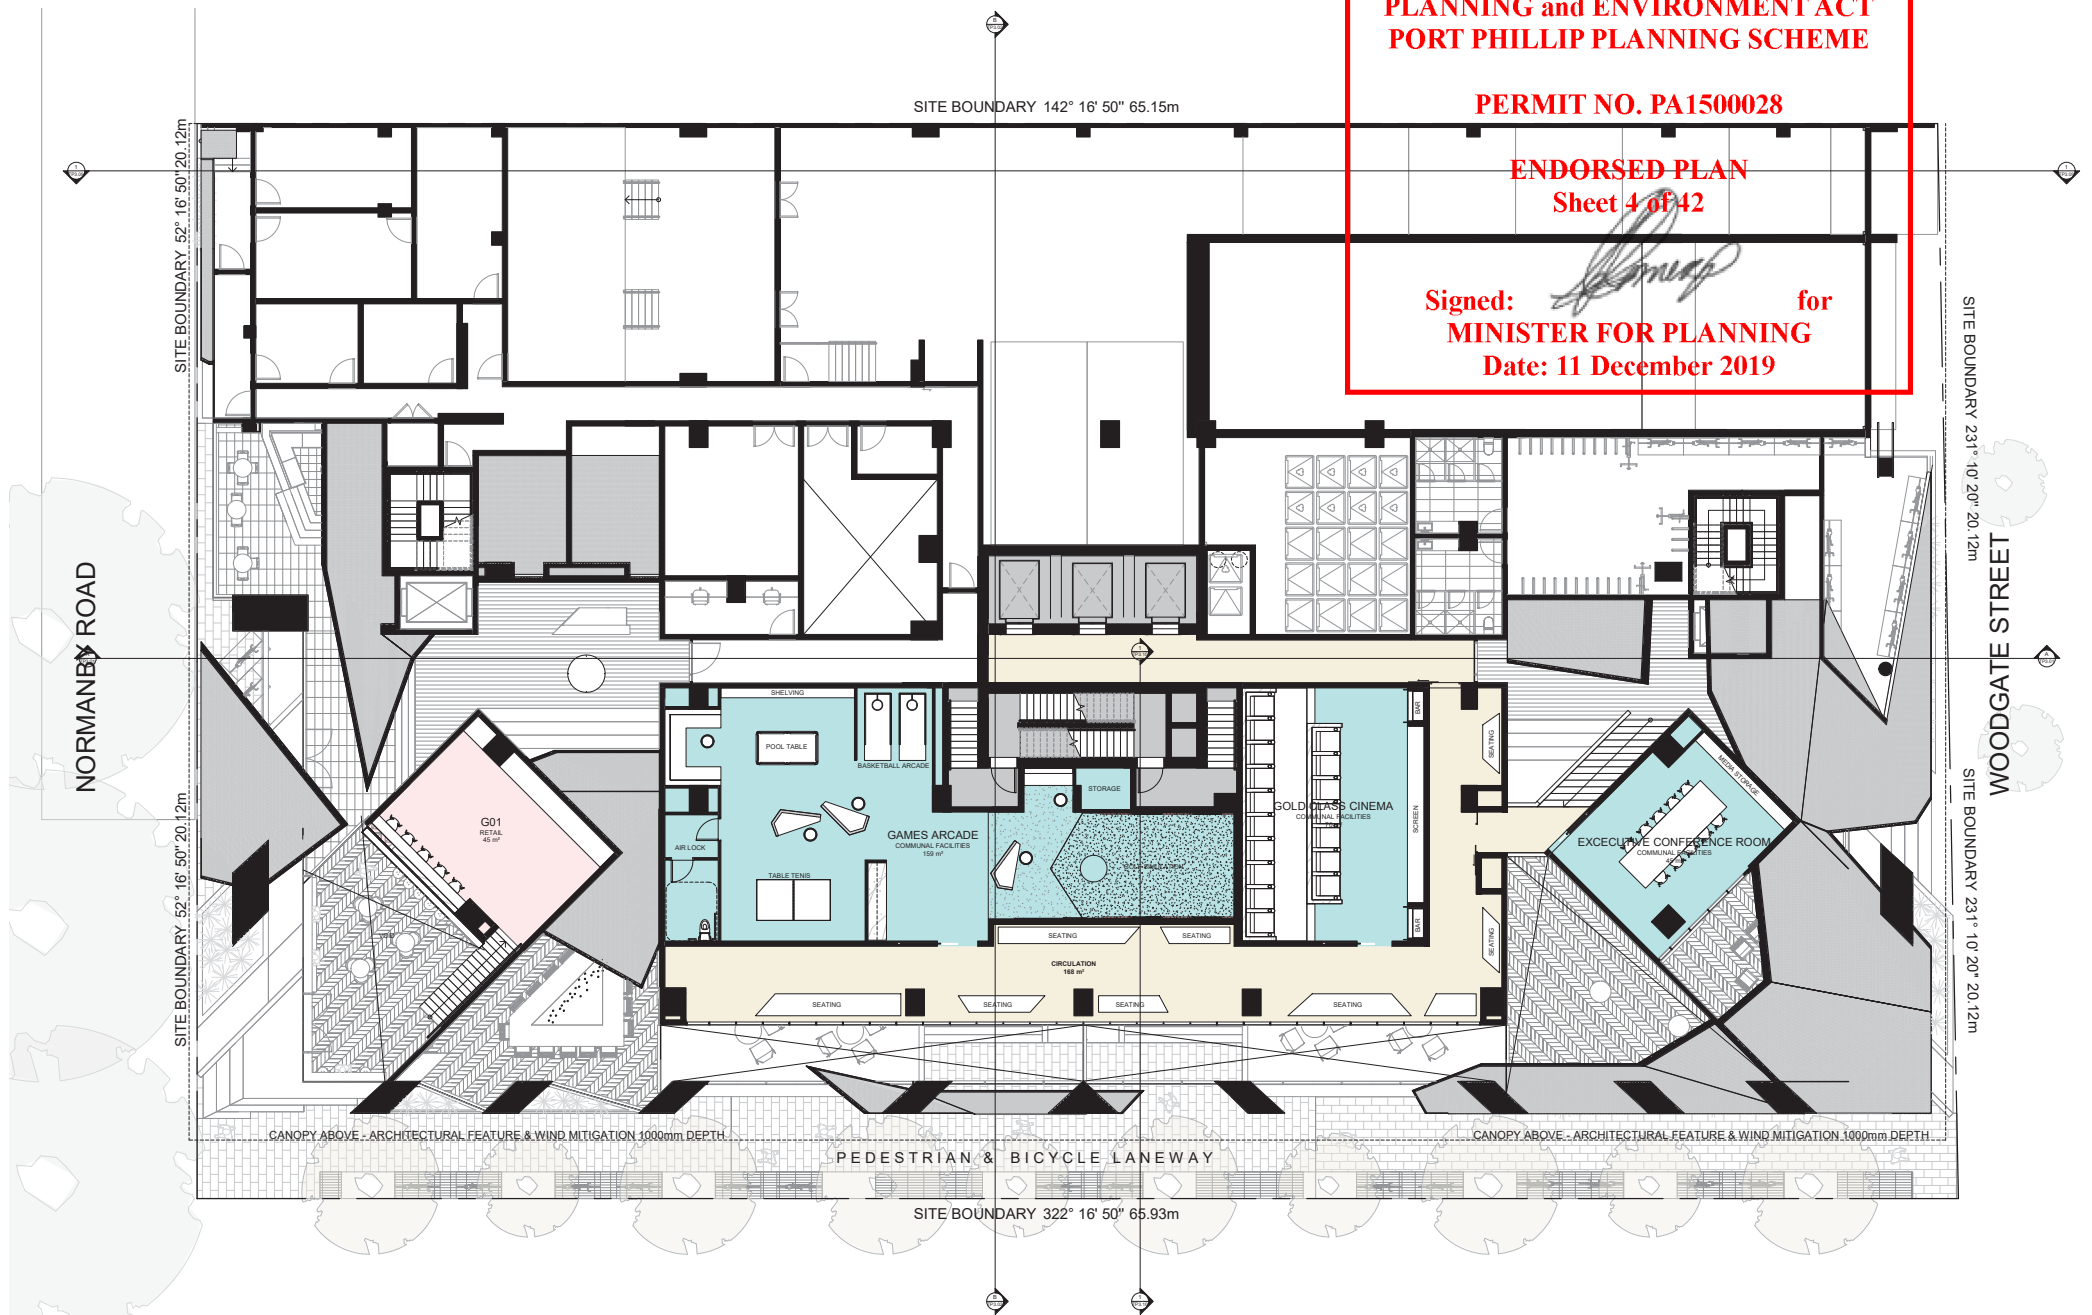 PLANNING and ENVIRONMENT ACT
PORT PHILLIP PLANNING SCHEME
PERMIT NO. PA1500028
ENDORSED PLAN
Sheet 4 of 42
Signed: for
MINISTER FOR PLANNING
Date: 11 December 2019
SITE BOUNDARY 142° 16' 50" 65.15m
SITE BOUNDARY 52° 16' 50" 20.12m
SITE BOUNDARY 52° 16' 50" 20.12m
NORMANBY ROAD
SITE BOUNDARY 231° 10' 20" 20.12m
SITE BOUNDARY 231° 10' 20" 20.12m
WOODGATE STREET
SHELVING
POOL TABLE
BASKETBALL ARCADE
STORAGE
AIR LOCK
TABLE TENIS
GAMES ARCADE
COMMUNAL FACILITIES
159 m²
G01
RETAIL
45 m²
GOLD CLASS CINEMA
COMMUNAL FACILITIES
BAR
SCREEN
BAR
SEATING
SEATING
MEDIA STORAGE
EXCECUTIVE CONFERENCE ROOM
COMMUNAL FACILITIES
SEATING
SEATING
CIRCULATION
168 m²
SEATING
SEATING
SEATING
SEATING
CANOPY ABOVE - ARCHITECTURAL FEATURE & WIND MITIGATION 1000mm DEPTH
CANOPY ABOVE - ARCHITECTURAL FEATURE & WIND MITIGATION 1000mm DEPTH
PEDESTRIAN & BICYCLE LANEWAY
SITE BOUNDARY 322° 16' 50" 65.93m